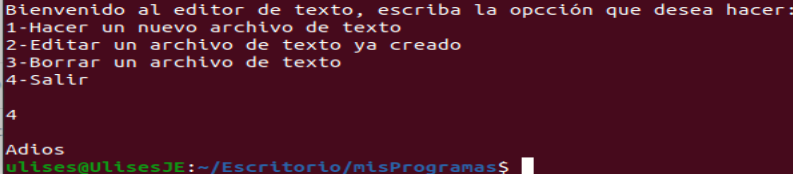 Bienvenido al editor de texto, escriba la opcción que desea hacer:
1-Hacer un nuevo archivo de texto
2-Editar un archivo de texto ya creado
3-Borrar un archivo de texto
4-Salir
4
Adios
ulises@UlisesJE:~/Escritorio/misProgramas$